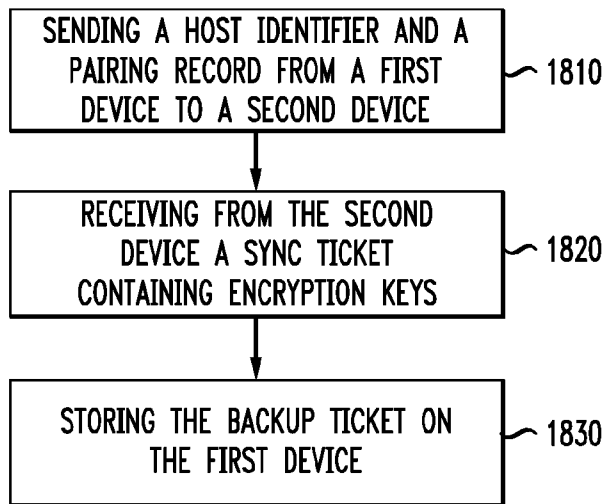 SENDING A HOST IDENTIFIER AND A
PAIRING RECORD FROM A FIRST
DEVICE TO A SECOND DEVICE
1810
RECEIVING FROM THE SECOND
DEVICE A SYNC TICKET
CONTAINING ENCRYPTION KEYS
1820
STORING THE BACKUP TICKET ON
THE FIRST DEVICE
1830